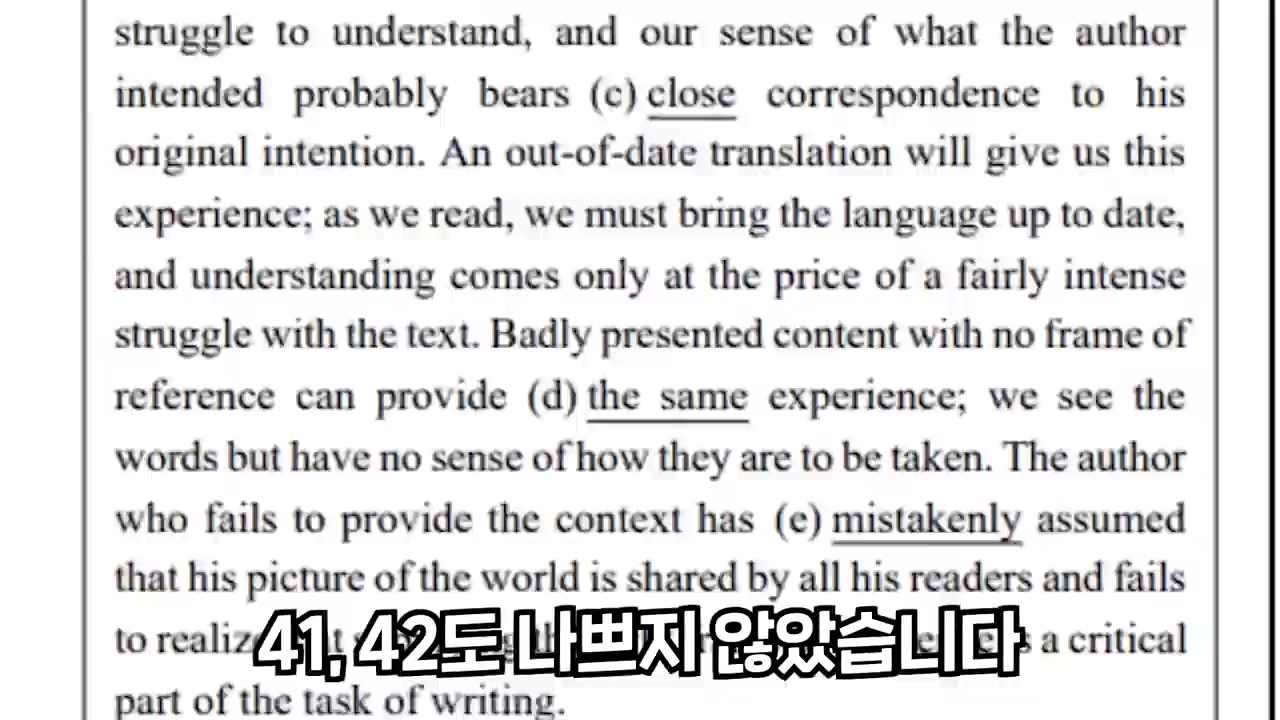 struggle to understand, and our sense of what the author
intended probably bears (c) close correspondence to his
original intention. An out-of-date translation will give us this
experience; as we read, we must bring the language up to date,
and understanding comes only at the price of a fairly intense
struggle with the text. Badly presented content with no frame of
reference can provide (d) the same experience; we see the
words but have no sense of how they are to be taken. The author
who fails to provide the context has (e) mistakenly assumed
that his picture of the world is shared by all his readers and fails
to realize a critical
41, 42도 나쁘지 않았습니다
part of the task of writing.